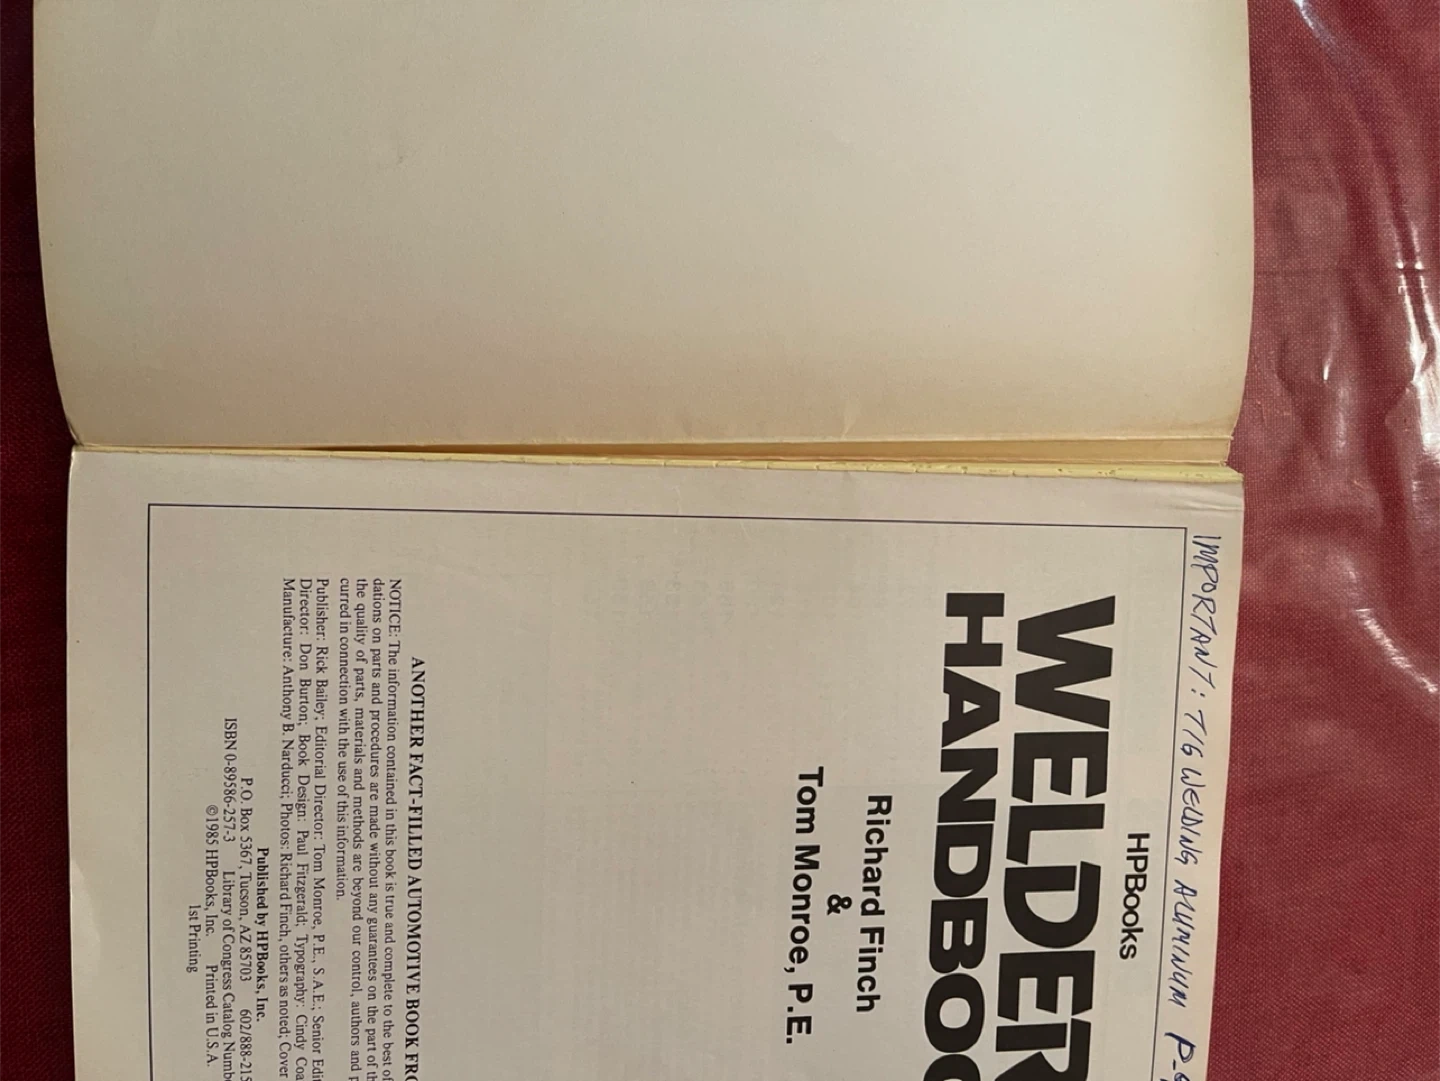 IMPORTANT: TIG WELDING ALUMINUM P-9
HPBooks
WELDER
HANDBOO
Richard Finch
&
Tom Monroe, P.E.
ANOTHER FACT-FILLED AUTOMOTIVE BOOK FRO
NOTICE: The information contained in this book is true and complete to the best of
dations on parts and procedures are made without any guarantees on the part of th
the quality of parts, materials and methods are beyond our control, authors and p
curred in connection with the use of this information.
Publisher: Rick Bailey; Editorial Director: Tom Monroe, P.E., S.A.E.; Senior Edit
Director: Don Burton; Book Design: Paul Fitzgerald; Typography: Cindy Coa
Manufacture: Anthony B. Narducci; Photos: Richard Finch, others as noted; Cover
Published by HPBooks, Inc.
P.O. Box 5367, Tucson, AZ 85703 602/888-215
ISBN 0-89586-257-3 Library of Congress Catalog Numbe
©1985 HPBooks, Inc. Printed in U.S.A.
1st Printing